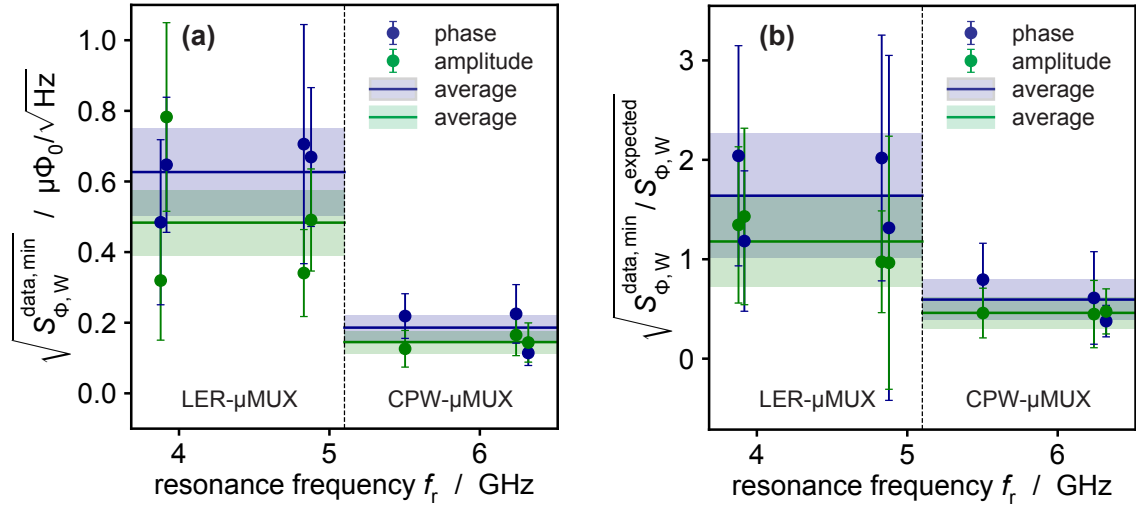 (a)
phase
amplitude
average
average
1.0
0.8
0.6
0.4
0.2
0.0
√S_Φ,W^data,min / µΦ₀/√Hz
LER-µMUX
CPW-µMUX
4
5
6
resonance frequency f_r / GHz
(b)
phase
amplitude
average
average
3
2
1
0
√S_Φ,W^data,min / S_Φ,W^expected
LER-µMUX
CPW-µMUX
4
5
6
resonance frequency f_r / GHz